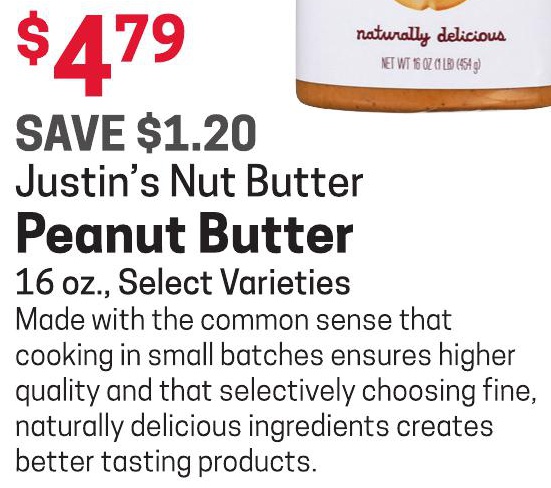 $4.79
naturally delicious
NET WT 16 OZ (1 LB) (454 g)
SAVE $1.20
Justin's Nut Butter
Peanut Butter
16 oz., Select Varieties
Made with the common sense that
cooking in small batches ensures higher
quality and that selectively choosing fine,
naturally delicious ingredients creates
better tasting products.